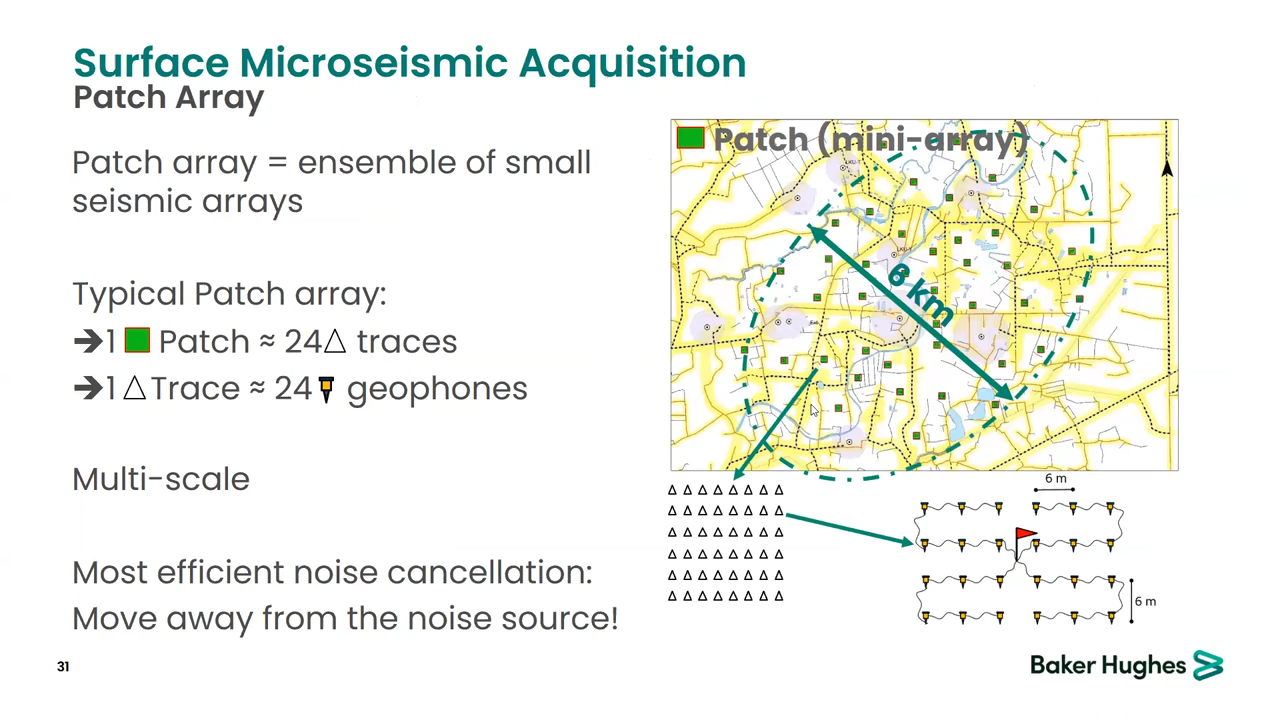 Surface Microseismic Acquisition
Patch Array
Patch array = ensemble of small
seismic arrays
Typical Patch array:
➔1 Patch ≈ 24△ traces
➔1 △Trace ≈ 24 geophones
Multi-scale
Most efficient noise cancellation:
Move away from the noise source!
Patch (mini-array)
6 km
6 m
6 m
31
Baker Hughes